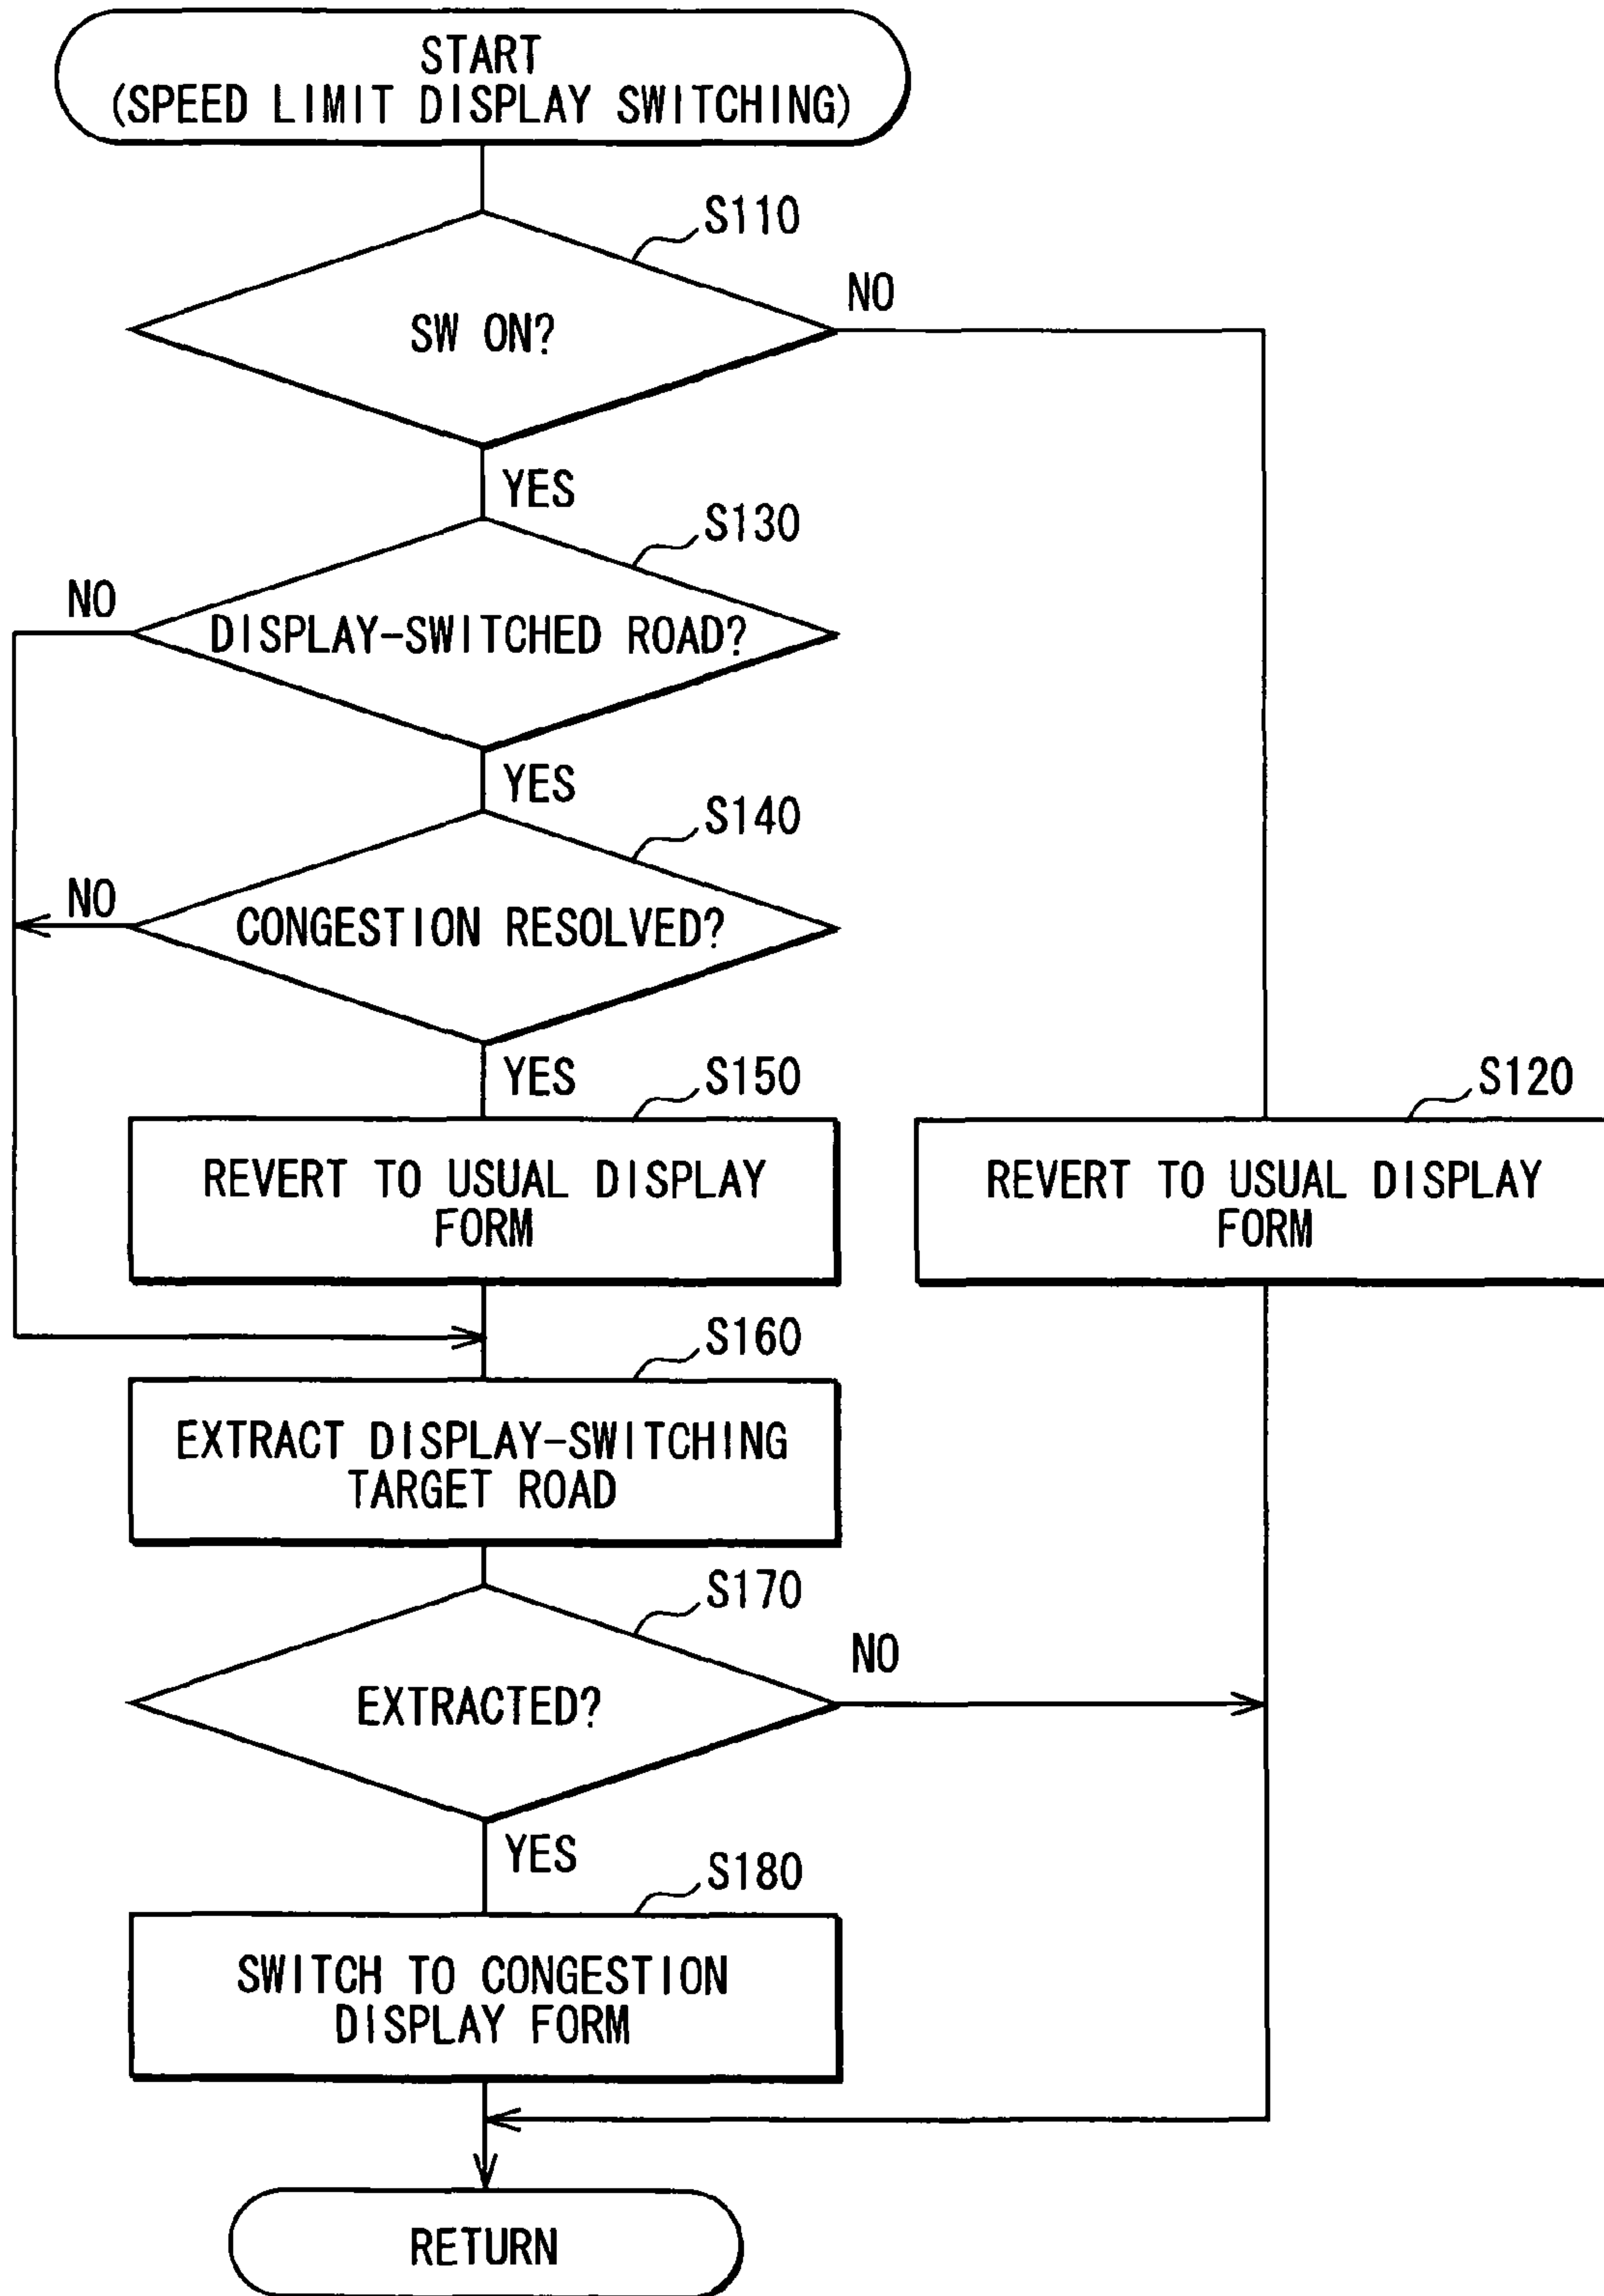 START
(SPEED LIMIT DISPLAY SWITCHING)
S110
SW ON?
NO
YES
S130
NO
DISPLAY-SWITCHED ROAD?
YES
S140
NO
CONGESTION RESOLVED?
YES
S150
REVERT TO USUAL DISPLAY
FORM
S120
REVERT TO USUAL DISPLAY
FORM
S160
EXTRACT DISPLAY-SWITCHING
TARGET ROAD
S170
NO
EXTRACTED?
YES
S180
SWITCH TO CONGESTION
DISPLAY FORM
RETURN